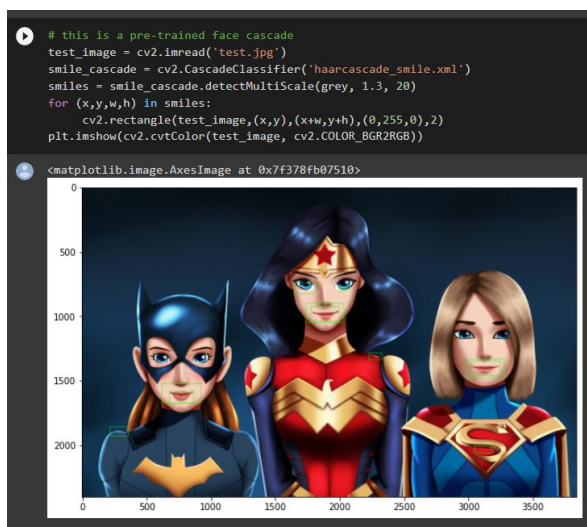 # this is a pre-trained face cascade
test_image = cv2.imread('test.jpg')
smile_cascade = cv2.CascadeClassifier('haarcascade_smile.xml')
smiles = smile_cascade.detectMultiScale(grey, 1.3, 20)
for (x,y,w,h) in smiles:
    cv2.rectangle(test_image,(x,y),(x+w,y+h),(0,255,0),2)
plt.imshow(cv2.cvtColor(test_image, cv2.COLOR_BGR2RGB))
<matplotlib.image.AxesImage at 0x7f378fb07510>
0
500
1000
1500
2000
S
0 500 1000 1500 2000 2500 3000 3500